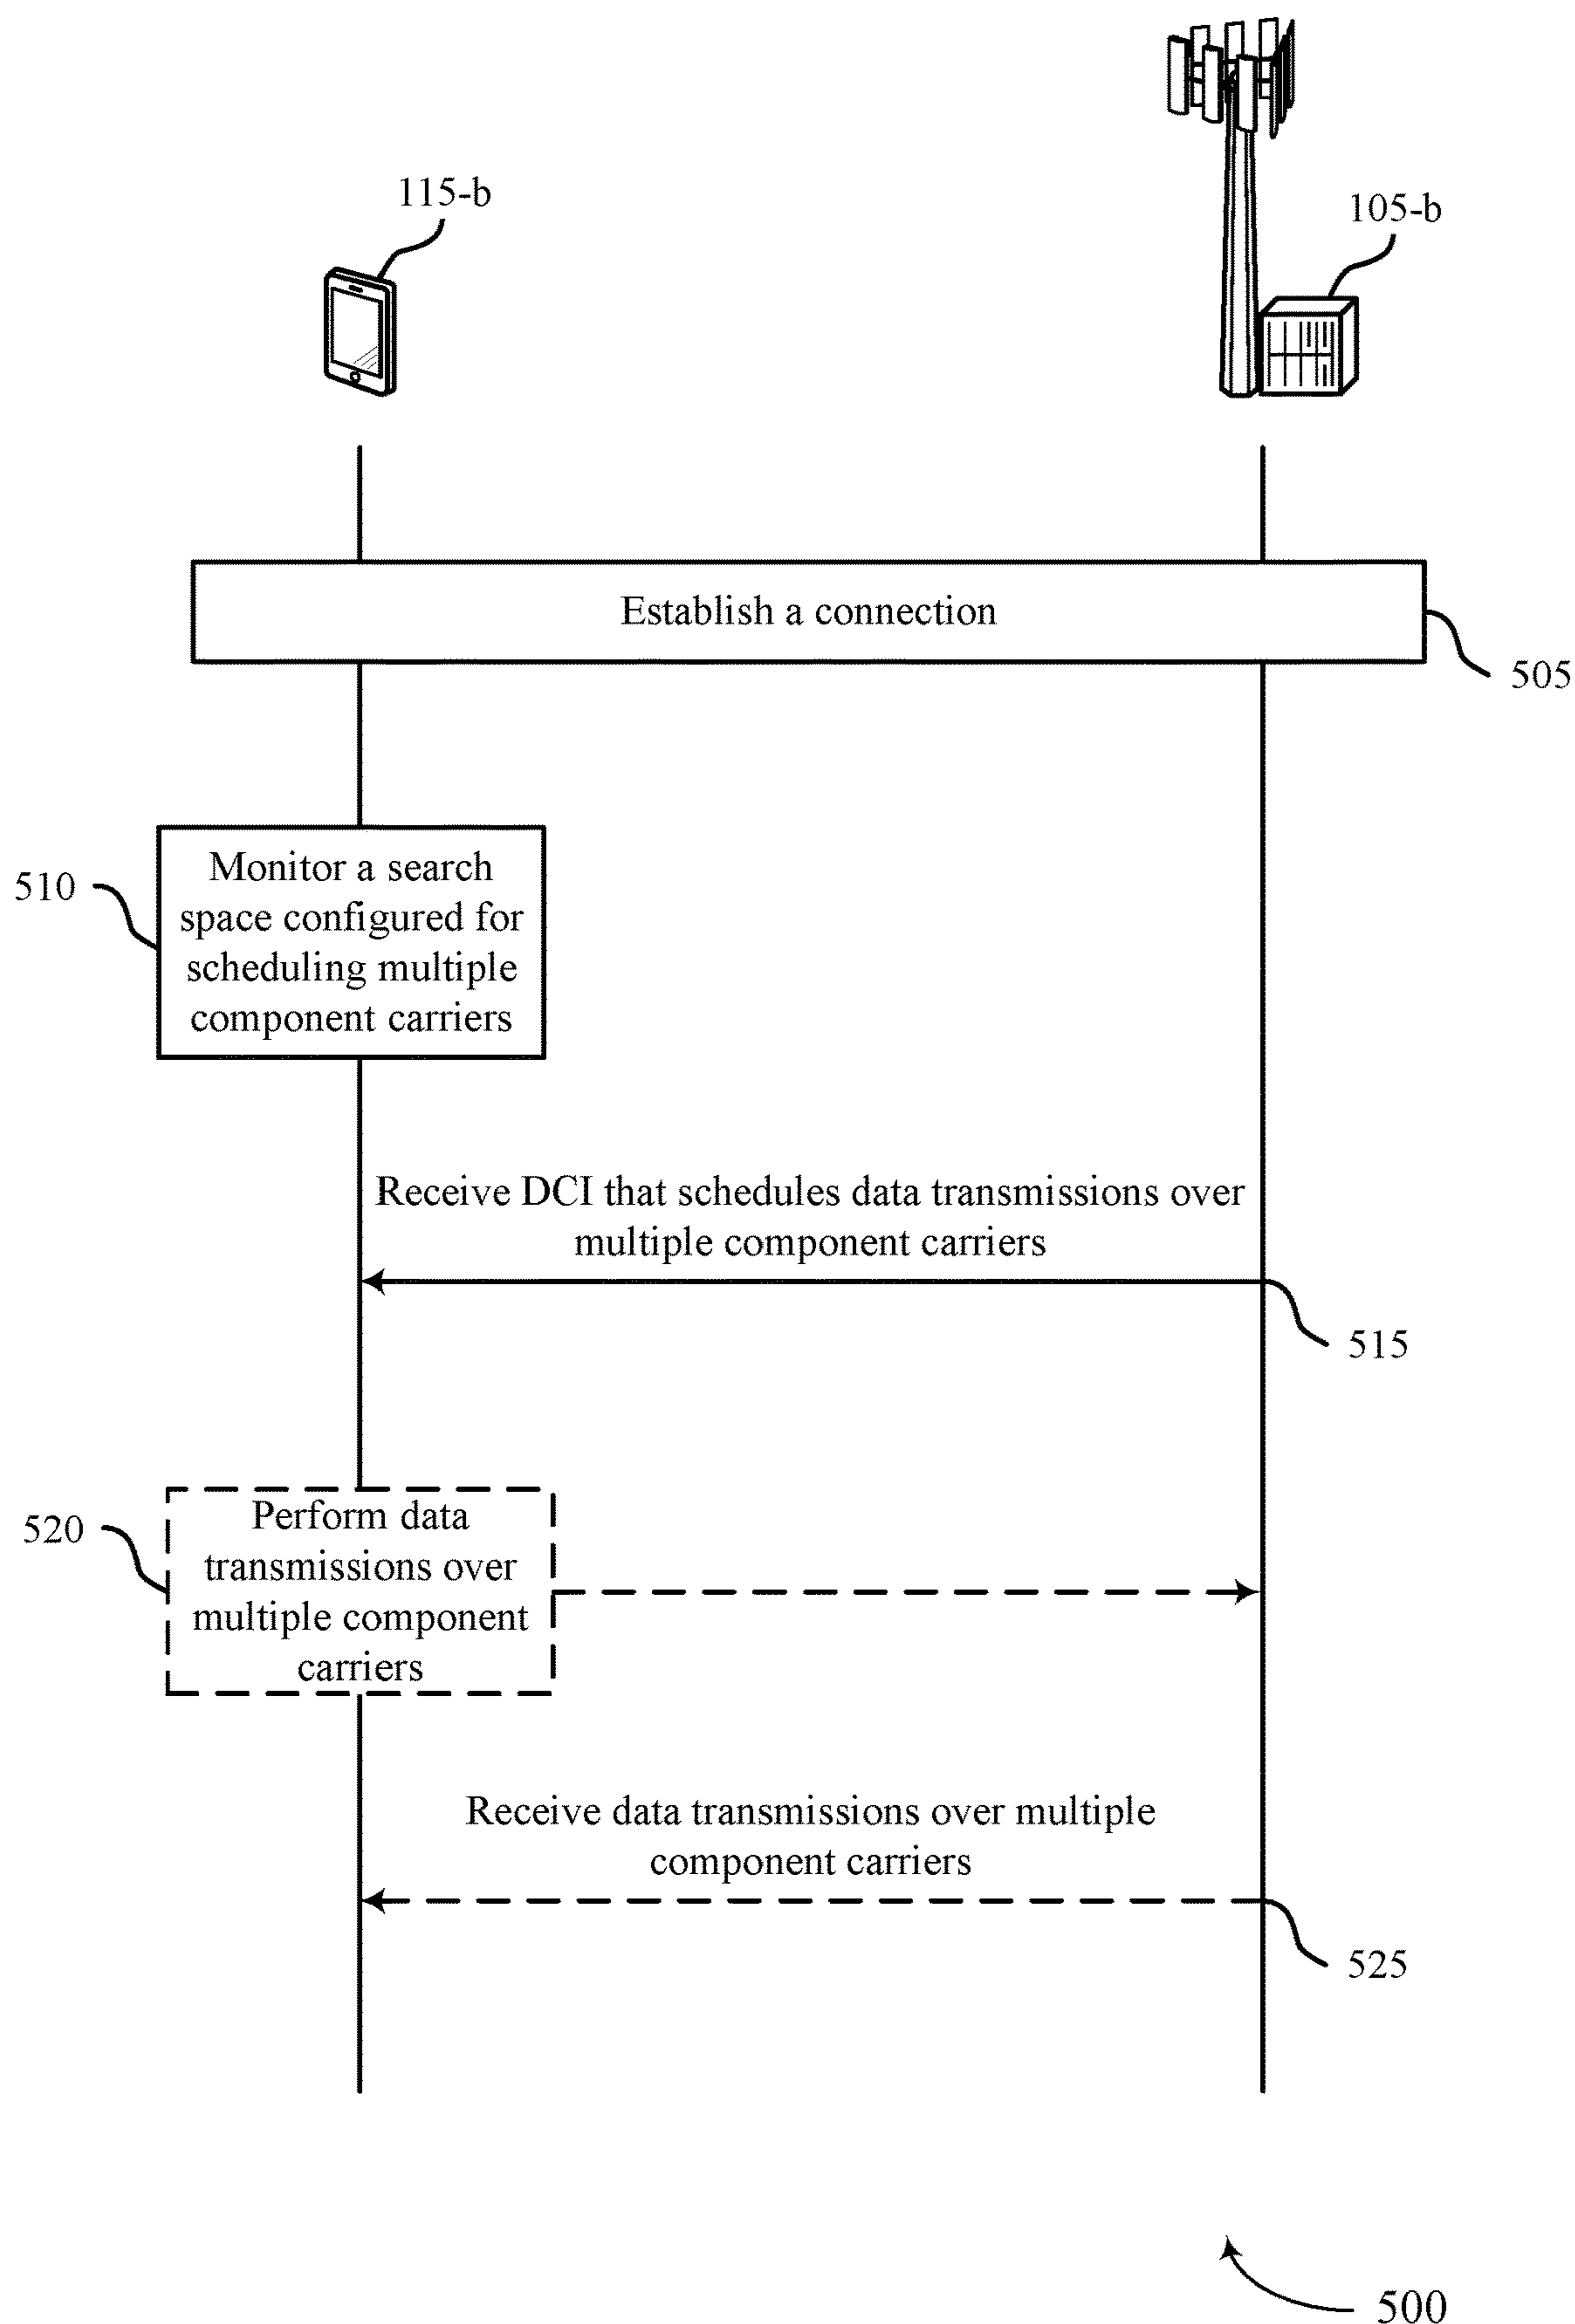 115-b
105-b
Establish a connection
505
510
Monitor a search
space configured for
scheduling multiple
component carriers
Receive DCI that schedules data transmissions over
multiple component carriers
515
520
Perform data
transmissions over
multiple component
carriers
Receive data transmissions over multiple
component carriers
525
500